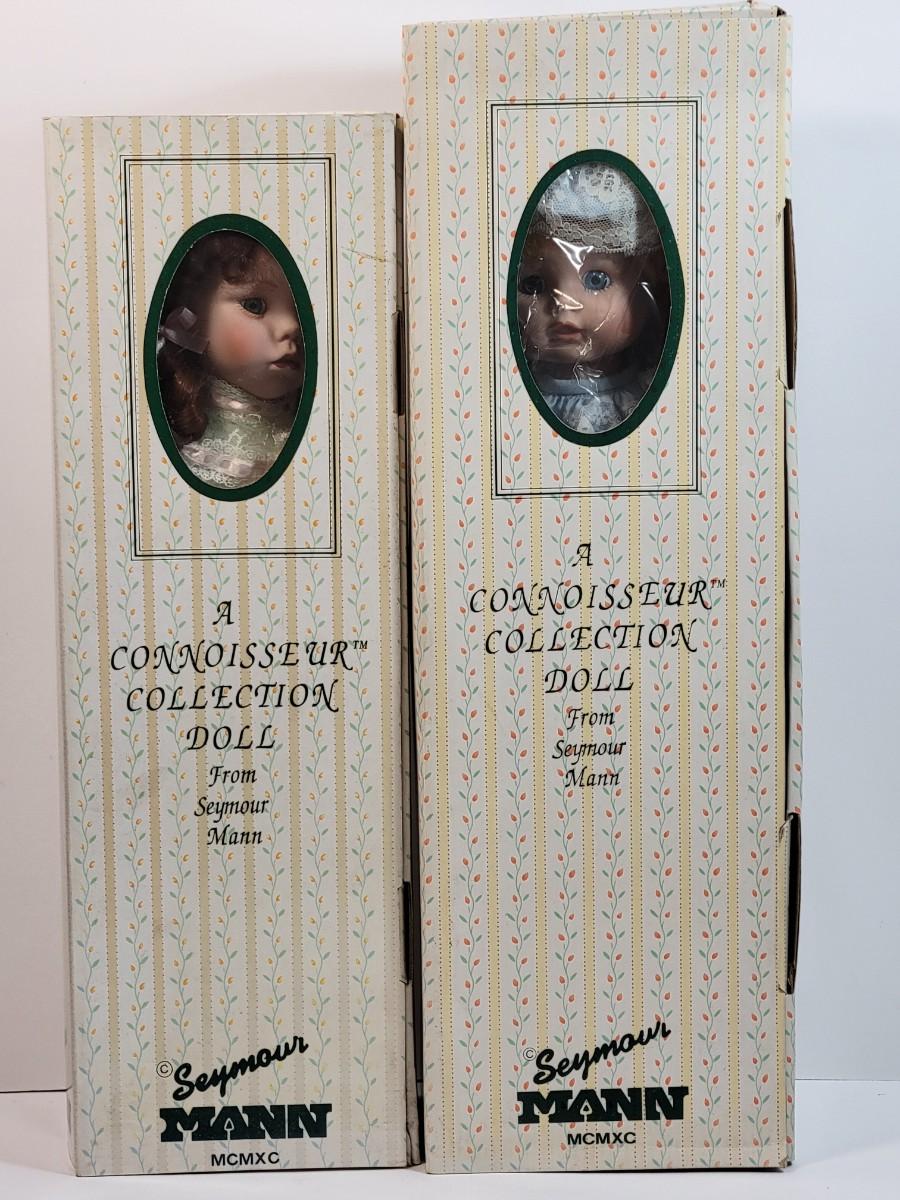 A
CONNOISSEUR™
COLLECTION
DOLL
From
Seymour
Mann
© Seymour
MANN
MCMXC
A
CONNOISSEUR™
COLLECTION
DOLL
From
Seymour
Mann
© Seymour
MANN
MCMXC